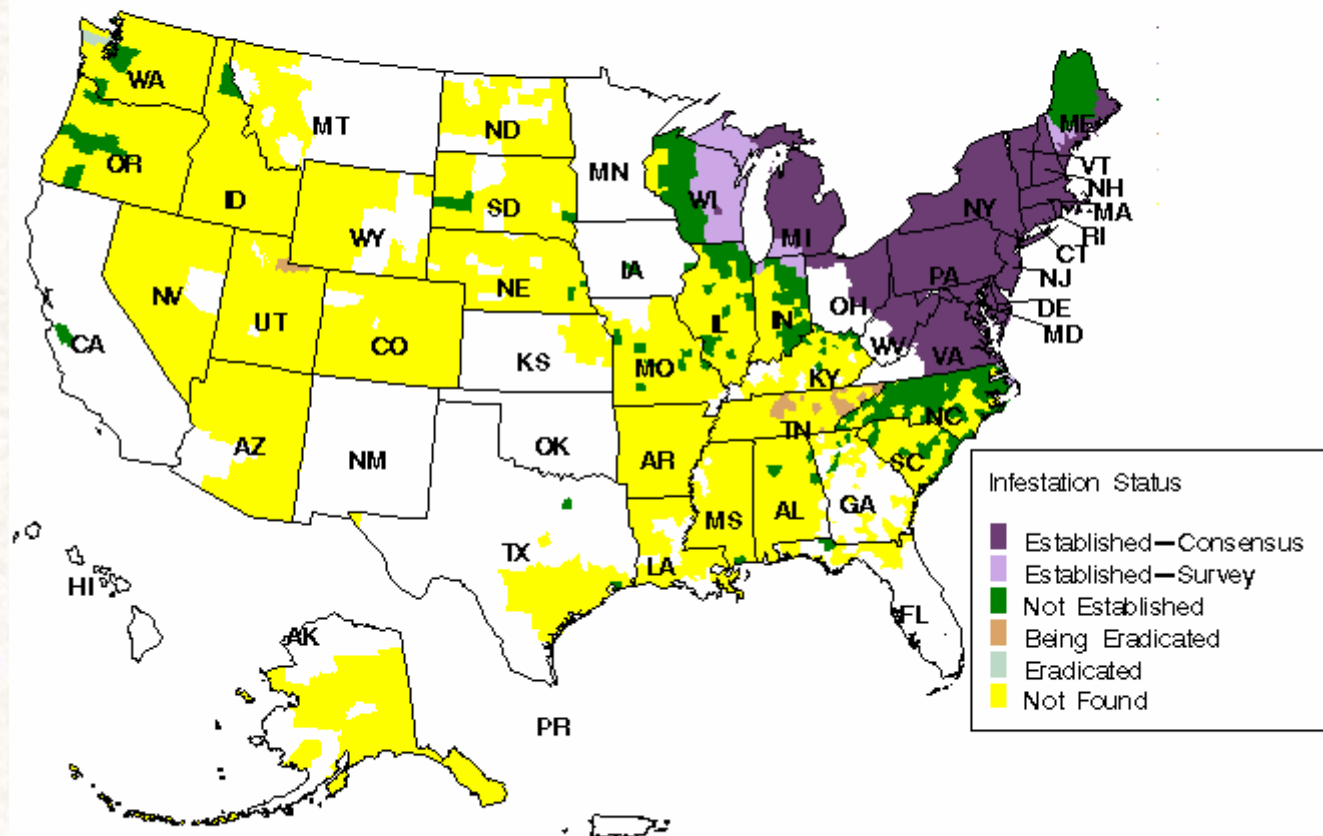 WA
MT
ND
MN
ME
VT
NH
MA
RI
CT
NJ
DE
MD
OR
ID
SD
WI
MI
NY
WY
IA
PA
NE
NV
UT
CO
CA
KS
MO
IL
IN
OH
WV
VA
KY
AZ
NM
OK
AR
TN
NC
SC
TX
LA
MS
AL
GA
FL
HI
AK
PR
Infestation Status
Established—Consensus
Established—Survey
Not Established
Being Eradicated
Eradicated
Not Found